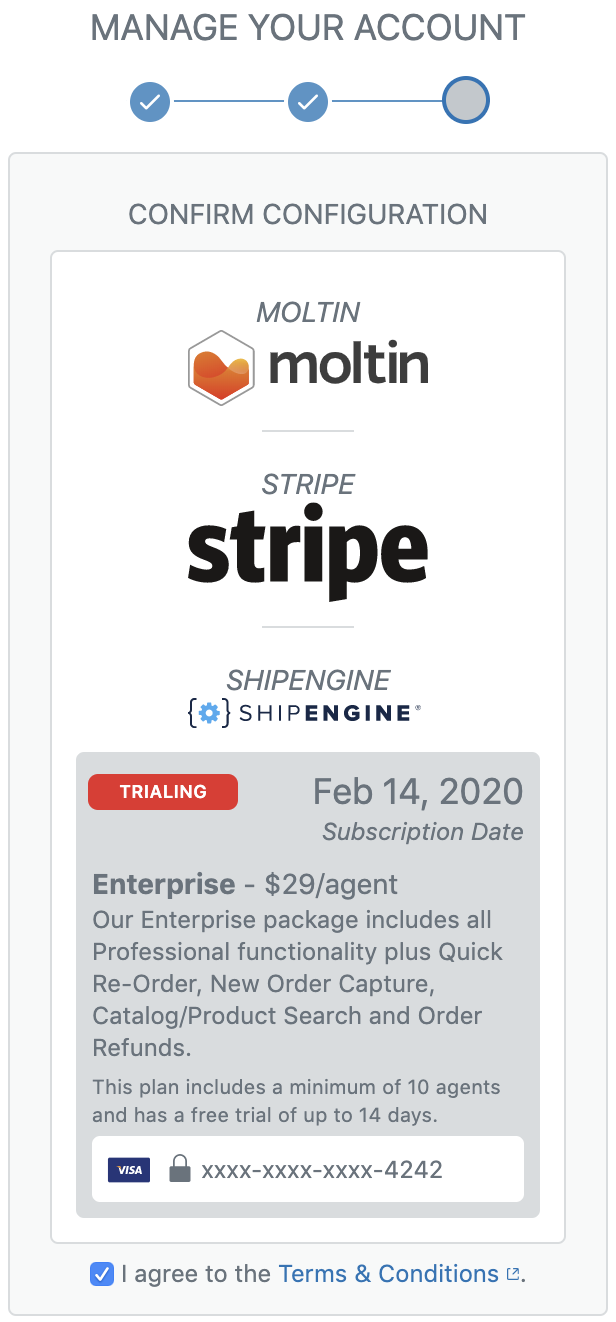 MANAGE YOUR ACCOUNT
CONFIRM CONFIGURATION
MOLTIN
moltin
STRIPE
stripe
SHIPENGINE
{⚙} SHIPENGINE®
TRIALING
Feb 14, 2020
Subscription Date
Enterprise - $29/agent
Our Enterprise package includes all
Professional functionality plus Quick
Re-Order, New Order Capture,
Catalog/Product Search and Order
Refunds.
This plan includes a minimum of 10 agents
and has a free trial of up to 14 days.
VISA xxxx-xxxx-xxxx-4242
I agree to the Terms & Conditions.